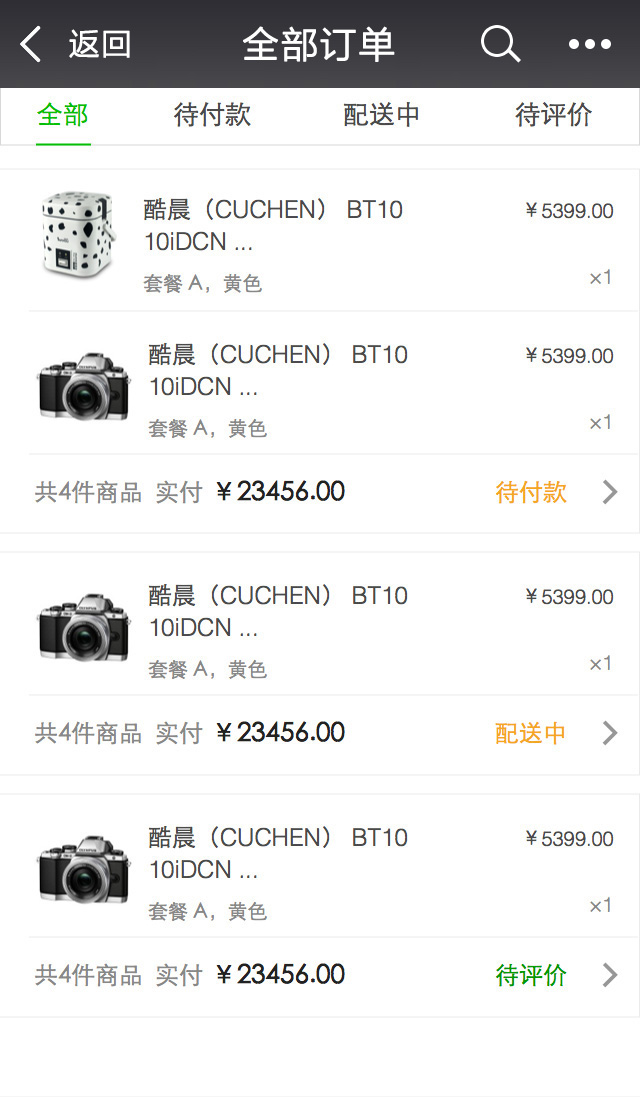 返回 全部订单
全部 待付款 配送中 待评价
酷晨（CUCHEN） BT10 ¥5399.00
10iDCN ...
套餐 A，黄色 ×1
酷晨（CUCHEN） BT10 ¥5399.00
10iDCN ...
套餐 A，黄色 ×1
共4件商品 实付 ¥23456.00 待付款
酷晨（CUCHEN） BT10 ¥5399.00
10iDCN ...
套餐 A，黄色 ×1
共4件商品 实付 ¥23456.00 配送中
酷晨（CUCHEN） BT10 ¥5399.00
10iDCN ...
套餐 A，黄色 ×1
共4件商品 实付 ¥23456.00 待评价